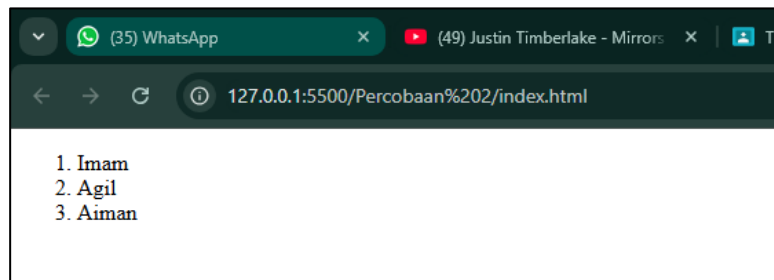 (35) WhatsApp
(49) Justin Timberlake - Mirrors
T
127.0.0.1:5500/Percobaan%202/index.html
1. Imam
2. Agil
3. Aiman